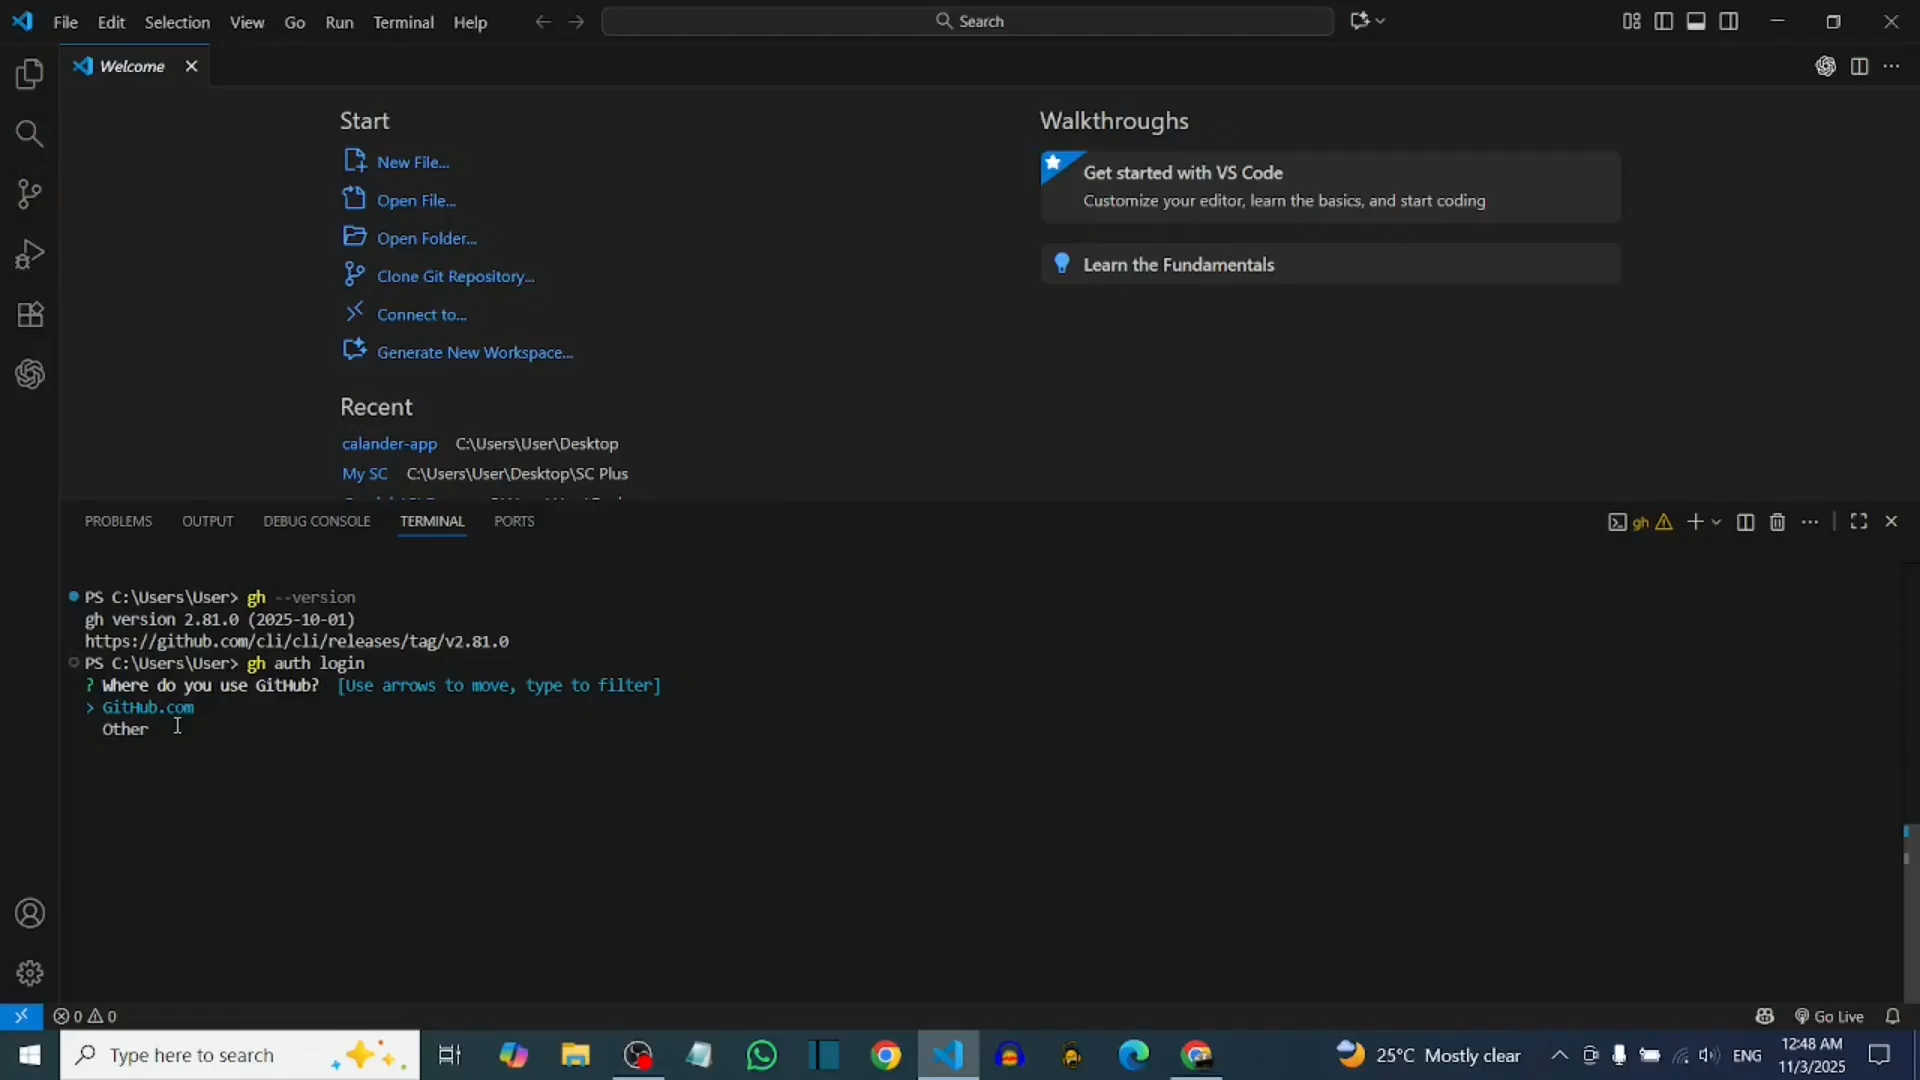 File Edit Selection View Go Run Terminal Help Search
Welcome
Start
New File...
Open File...
Open Folder...
Clone Git Repository...
Connect to...
Generate New Workspace...
Recent
calander-app C:\Users\User\Desktop
My SC C:\Users\User\Desktop\SC Plus
Walkthroughs
Get started with VS Code
Customize your editor, learn the basics, and start coding
Learn the Fundamentals
PROBLEMS OUTPUT DEBUG CONSOLE TERMINAL PORTS gh
PS C:\Users\User> gh --version
gh version 2.81.0 (2025-10-01)
https://github.com/cli/cli/releases/tag/v2.81.0
PS C:\Users\User> gh auth login
? Where do you use GitHub? [Use arrows to move, type to filter]
> GitHub.com
Other
0 0 Go Live
Type here to search 25°C Mostly clear ENG
12:48 AM
11/3/2025